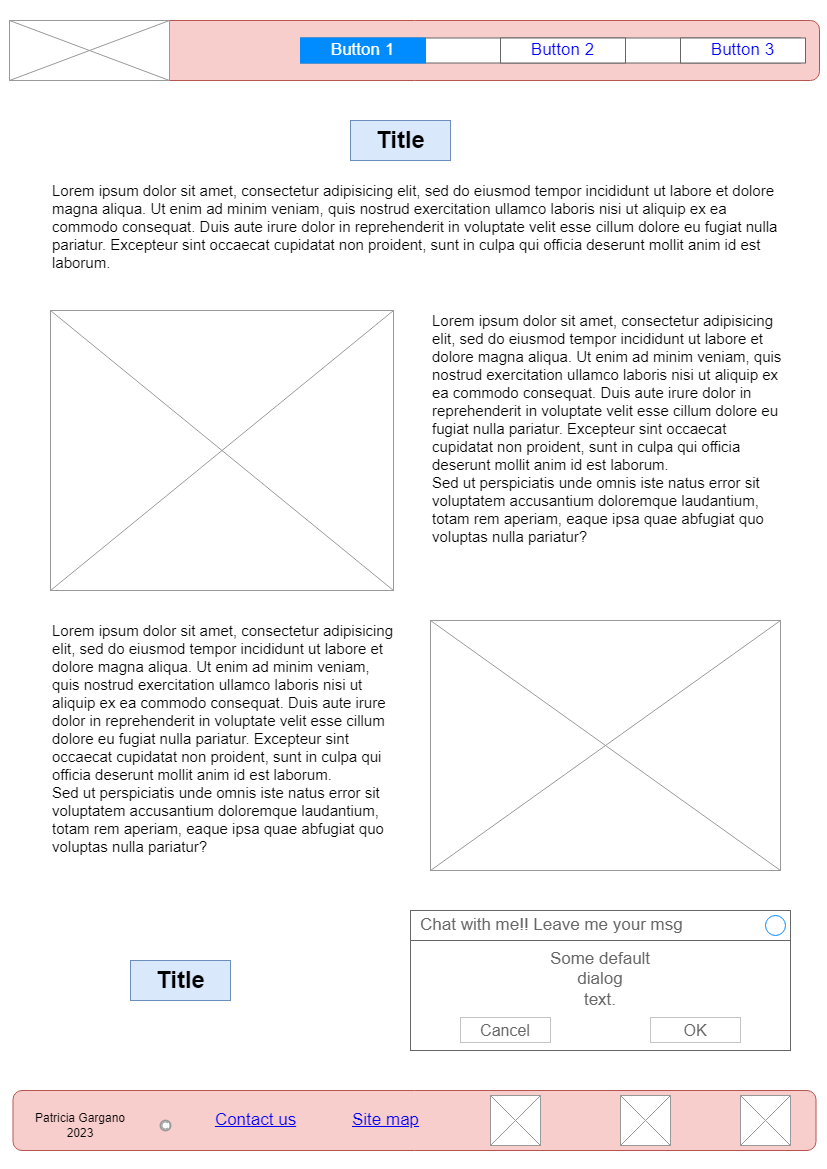 Button 1
Button 2
Button 3
Title
Lorem ipsum dolor sit amet, consectetur adipisicing elit, sed do eiusmod tempor incididunt ut labore et dolore
magna aliqua. Ut enim ad minim veniam, quis nostrud exercitation ullamco laboris nisi ut aliquip ex ea
commodo consequat. Duis aute irure dolor in reprehenderit in voluptate velit esse cillum dolore eu fugiat nulla
pariatur. Excepteur sint occaecat cupidatat non proident, sunt in culpa qui officia deserunt mollit anim id est
laborum.
Lorem ipsum dolor sit amet, consectetur adipisicing
elit, sed do eiusmod tempor incididunt ut labore et
dolore magna aliqua. Ut enim ad minim veniam, quis
nostrud exercitation ullamco laboris nisi ut aliquip ex
ea commodo consequat. Duis aute irure dolor in
reprehenderit in voluptate velit esse cillum dolore eu
fugiat nulla pariatur. Excepteur sint occaecat
cupidatat non proident, sunt in culpa qui officia
deserunt mollit anim id est laborum.
Sed ut perspiciatis unde omnis iste natus error sit
voluptatem accusantium doloremque laudantium,
totam rem aperiam, eaque ipsa quae abfugiat quo
voluptas nulla pariatur?
Lorem ipsum dolor sit amet, consectetur adipisicing
elit, sed do eiusmod tempor incididunt ut labore et
dolore magna aliqua. Ut enim ad minim veniam,
quis nostrud exercitation ullamco laboris nisi ut
aliquip ex ea commodo consequat. Duis aute irure
dolor in reprehenderit in voluptate velit esse cillum
dolore eu fugiat nulla pariatur. Excepteur sint
occaecat cupidatat non proident, sunt in culpa qui
officia deserunt mollit anim id est laborum.
Sed ut perspiciatis unde omnis iste natus error sit
voluptatem accusantium doloremque laudantium,
totam rem aperiam, eaque ipsa quae abfugiat quo
voluptas nulla pariatur?
Title
Chat with me!! Leave me your msg
Some default
dialog
text.
Cancel
OK
Patricia Gargano
2023
Contact us
Site map